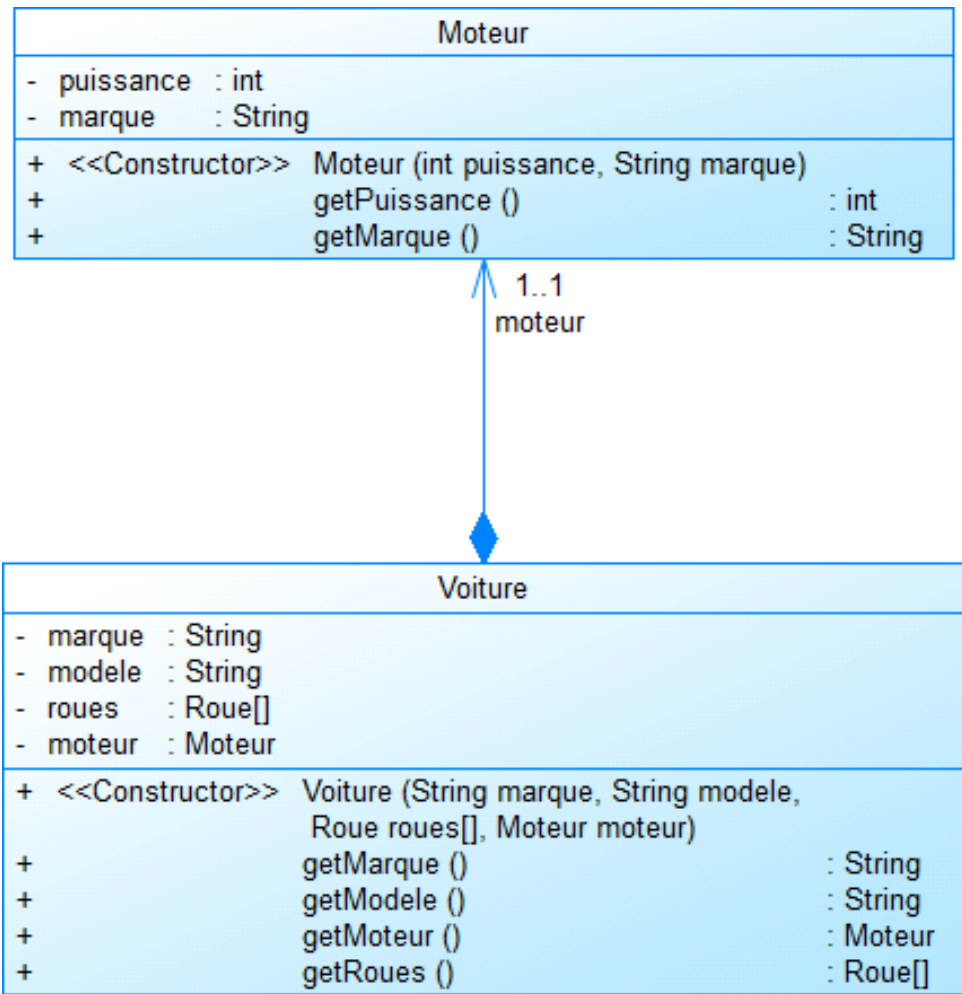 Moteur
- puissance : int
- marque : String
+ <<Constructor>> Moteur (int puissance, String marque)
+ getPuissance () : int
+ getMarque () : String
1..1
moteur
Voiture
- marque : String
- modele : String
- roues : Roue[]
- moteur : Moteur
+ <<Constructor>> Voiture (String marque, String modele,
Roue roues[], Moteur moteur)
+ getMarque () : String
+ getModele () : String
+ getMoteur () : Moteur
+ getRoues () : Roue[]